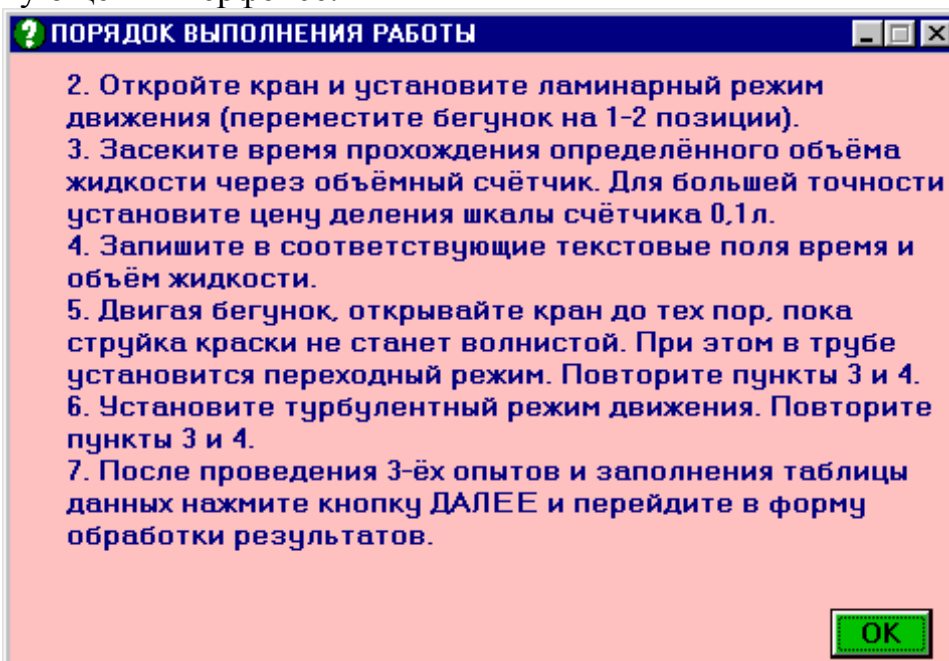 ПОРЯДОК ВЫПОЛНЕНИЯ РАБОТЫ
2. Откройте кран и установите ламинарный режим
движения (переместите бегунок на 1-2 позиции).
3. Засеките время прохождения определённого объёма
жидкости через объёмный счётчик. Для большей точности
установите цену деления шкалы счётчика 0,1л.
4. Запишите в соответствующие текстовые поля время и
объём жидкости.
5. Двигая бегунок, открывайте кран до тех пор, пока
струйка краски не станет волнистой. При этом в трубе
установится переходный режим. Повторите пункты 3 и 4.
6. Установите турбулентный режим движения. Повторите
пункты 3 и 4.
7. После проведения 3-ёх опытов и заполнения таблицы
данных нажмите кнопку ДАЛЕЕ и перейдите в форму
обработки результатов.
OK